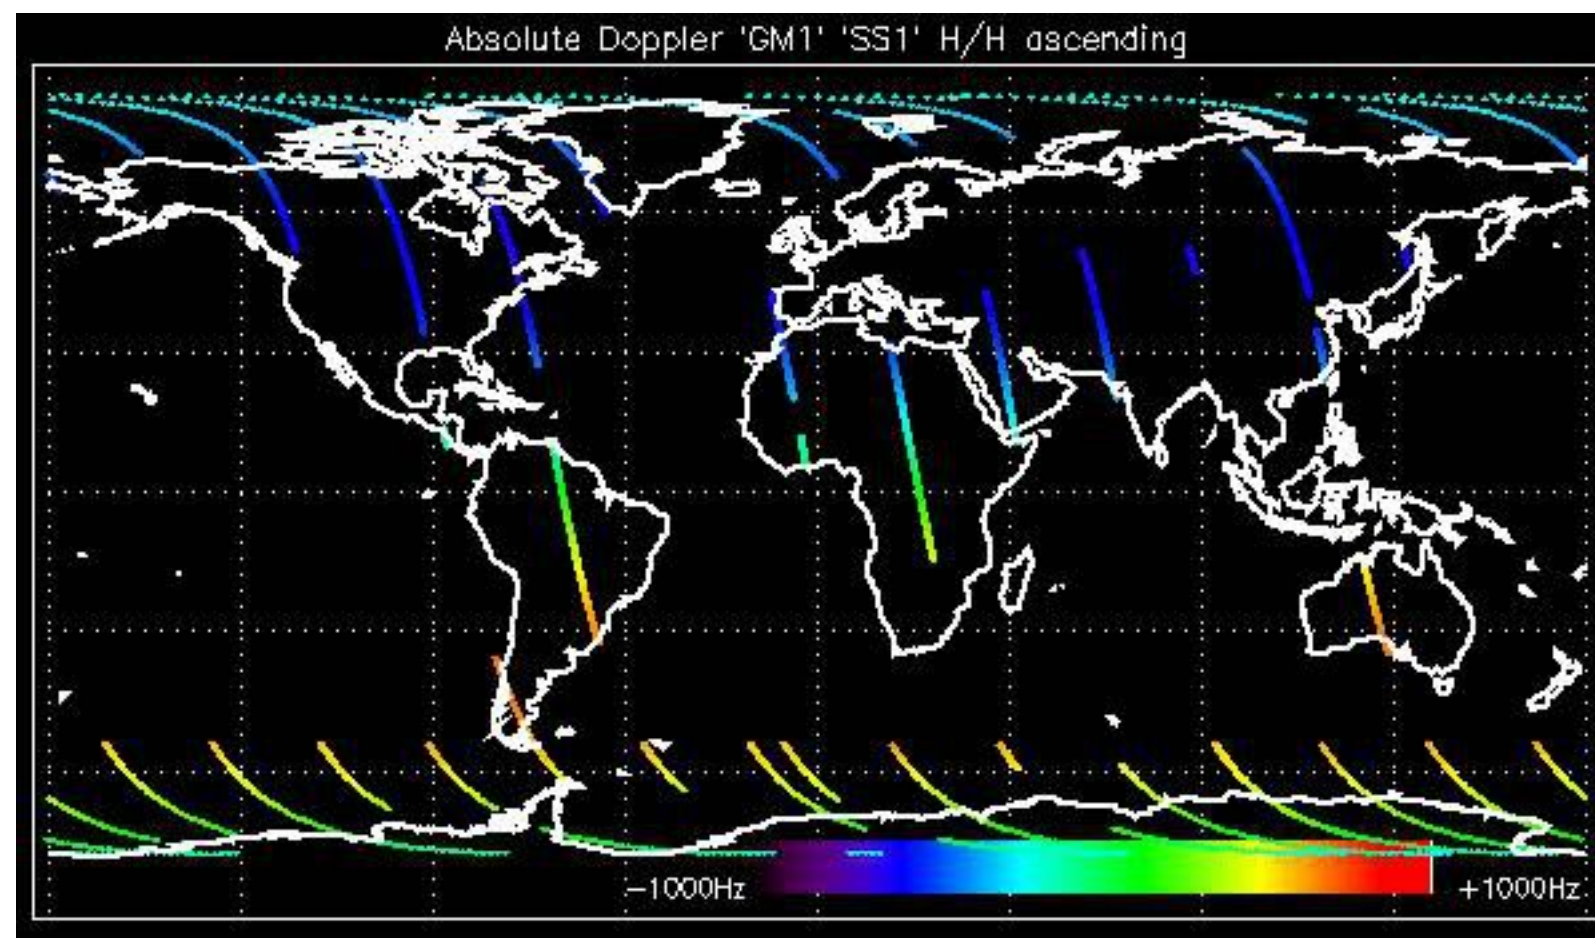 Absolute Doppler 'GM1' 'SS1' H/H ascending
−1000Hz
+1000Hz